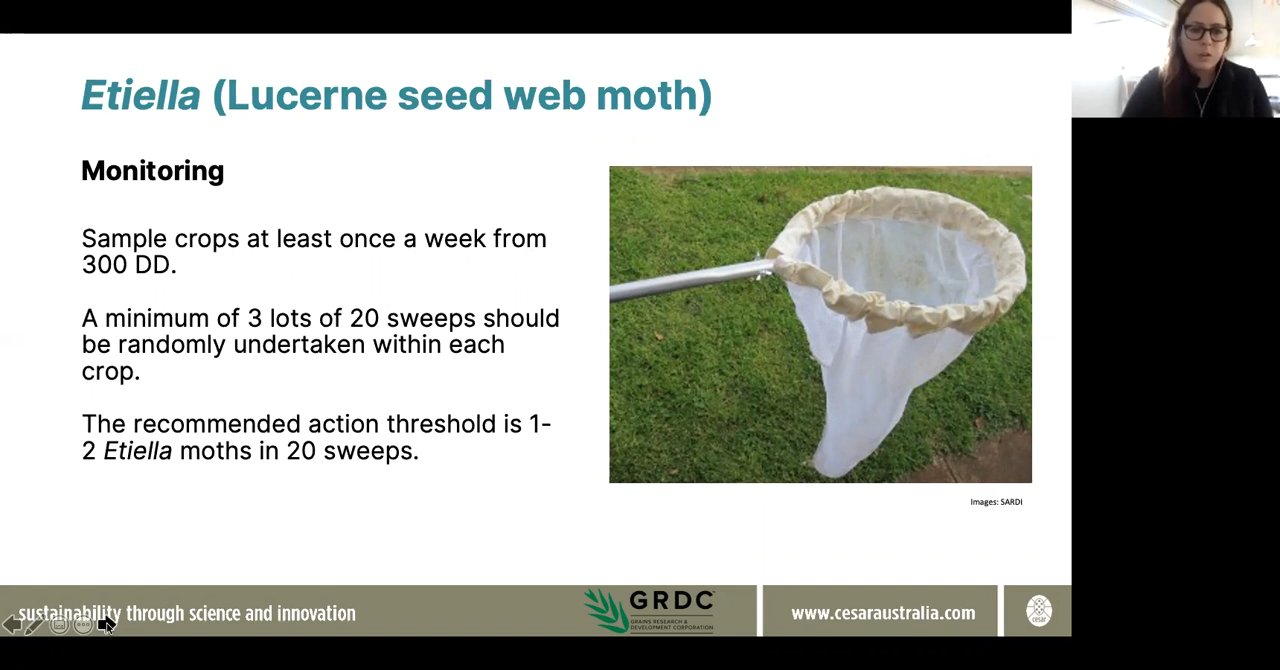 Etiella (Lucerne seed web moth)
Monitoring
Sample crops at least once a week from
300 DD.
A minimum of 3 lots of 20 sweeps should
be randomly undertaken within each
crop.
The recommended action threshold is 1-
2 Etiella moths in 20 sweeps.
Images: SARDI
sustainability through science and innovation
GRDC
GRAINS RESEARCH &
DEVELOPMENT CORPORATION
www.cesaraustralia.com
cesar